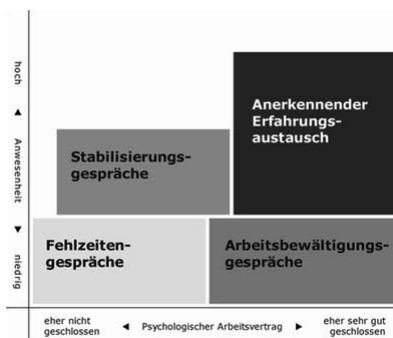 hoch
Anwesenheit
niedrig
Anerkennender
Erfahrungs-
austausch
Stabilisierungs-
gespräche
Fehlzeiten-
gespräche
Arbeitsbewältigungs-
gespräche
eher nicht
geschlossen
Psychologischer Arbeitsvertrag
eher sehr gut
geschlossen